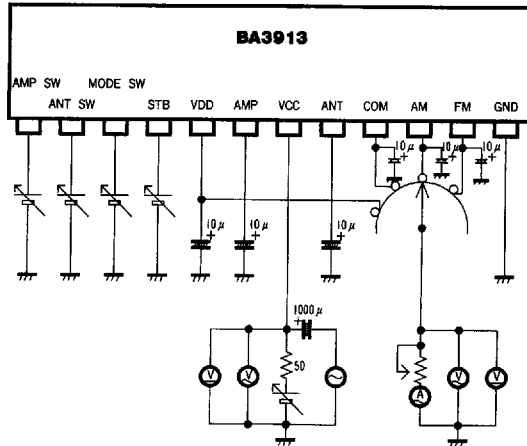 BA3913
AMP SW MODE SW
ANT SW STB VDD AMP VCC ANT COM AM FM GND
10μ 10μ 10μ
+ + +
10μ 10μ 10μ
+ + +
1000μ
+
50
V V V V
A